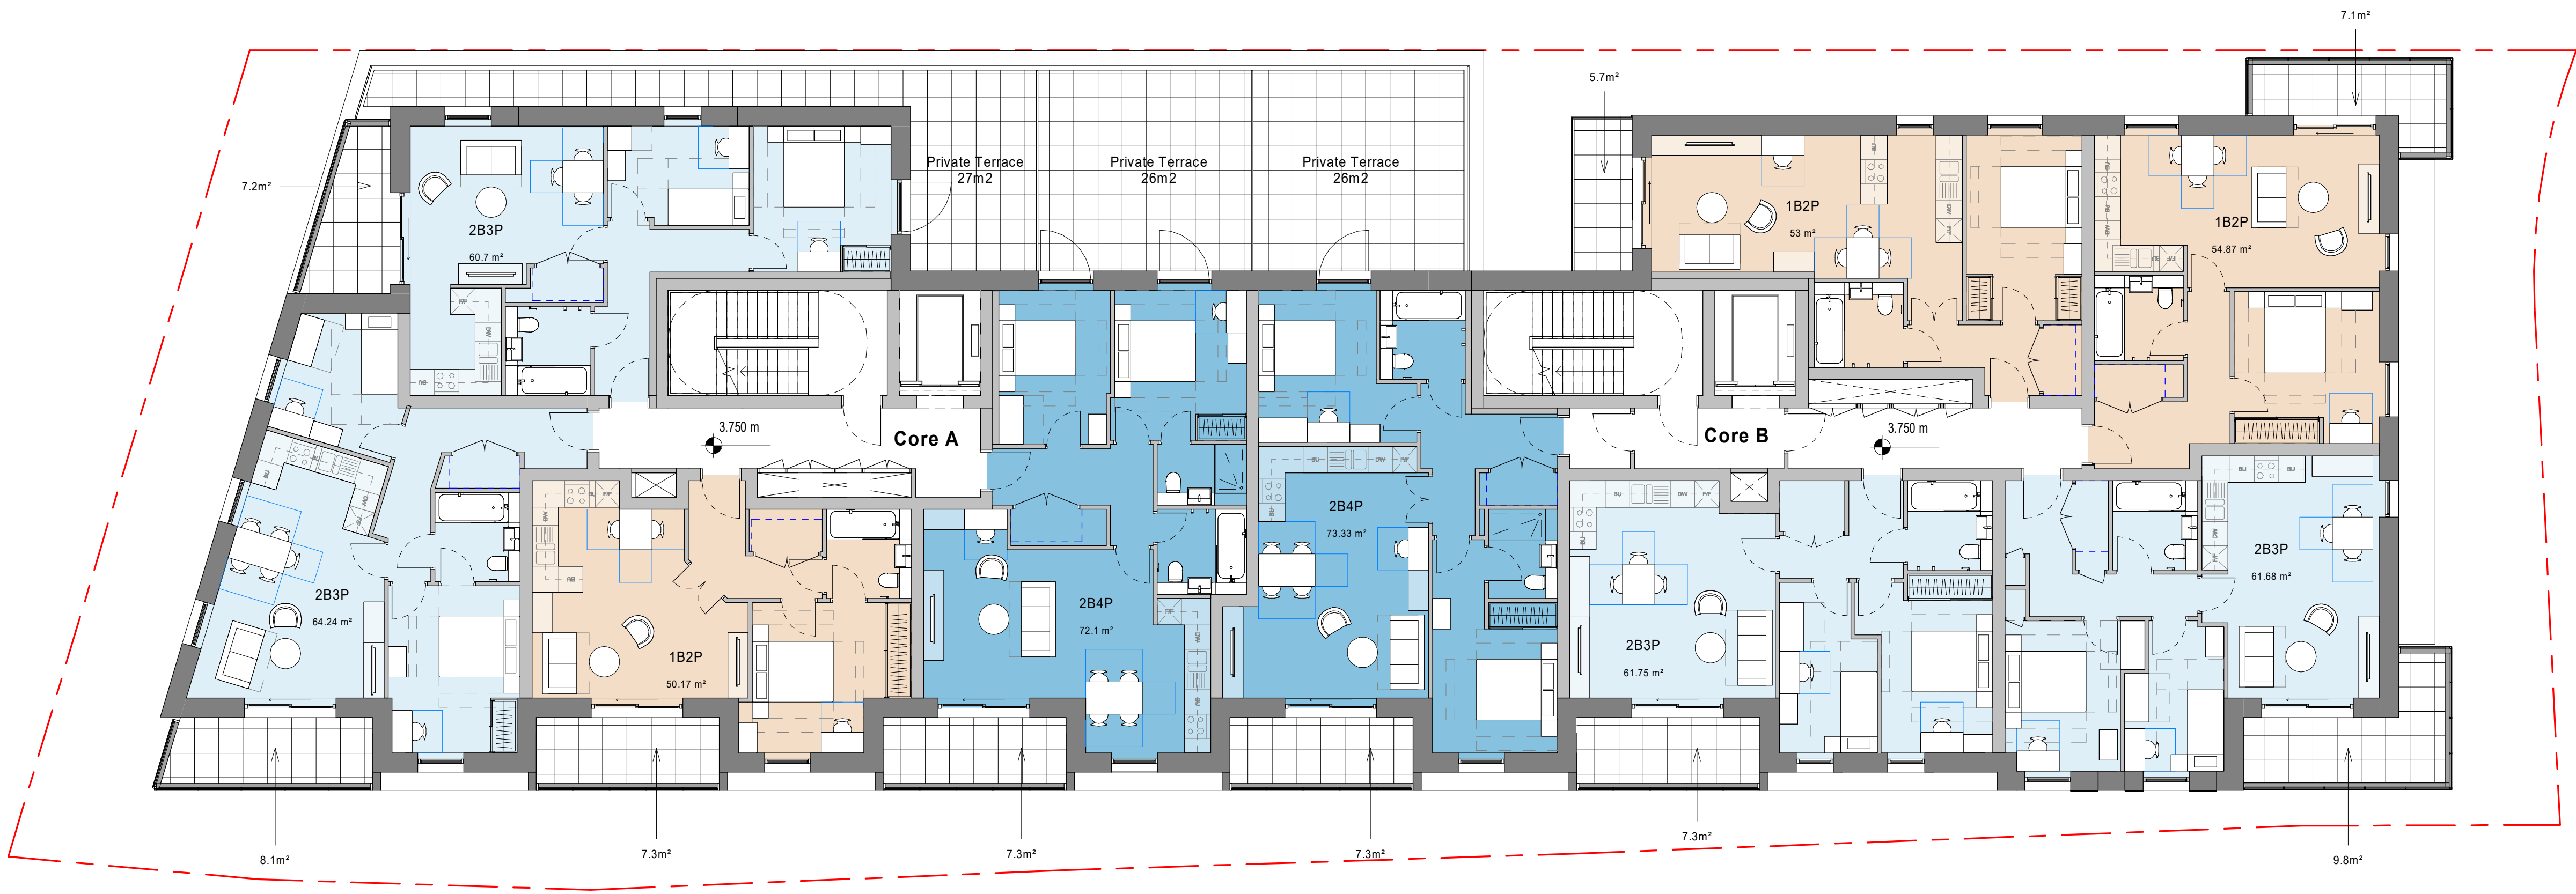 7.1m²
5.7m²
7.2m²
Private Terrace
27m2
Private Terrace
26m2
Private Terrace
26m2
2B3P
60.7 m²
1B2P
53 m²
1B2P
54.87 m²
3.750 m
Core A
Core B
3.750 m
2B3P
64.24 m²
1B2P
50.17 m²
2B4P
72.1 m²
2B4P
73.33 m²
2B3P
61.75 m²
2B3P
61.68 m²
8.1m²
7.3m²
7.3m²
7.3m²
7.3m²
9.8m²